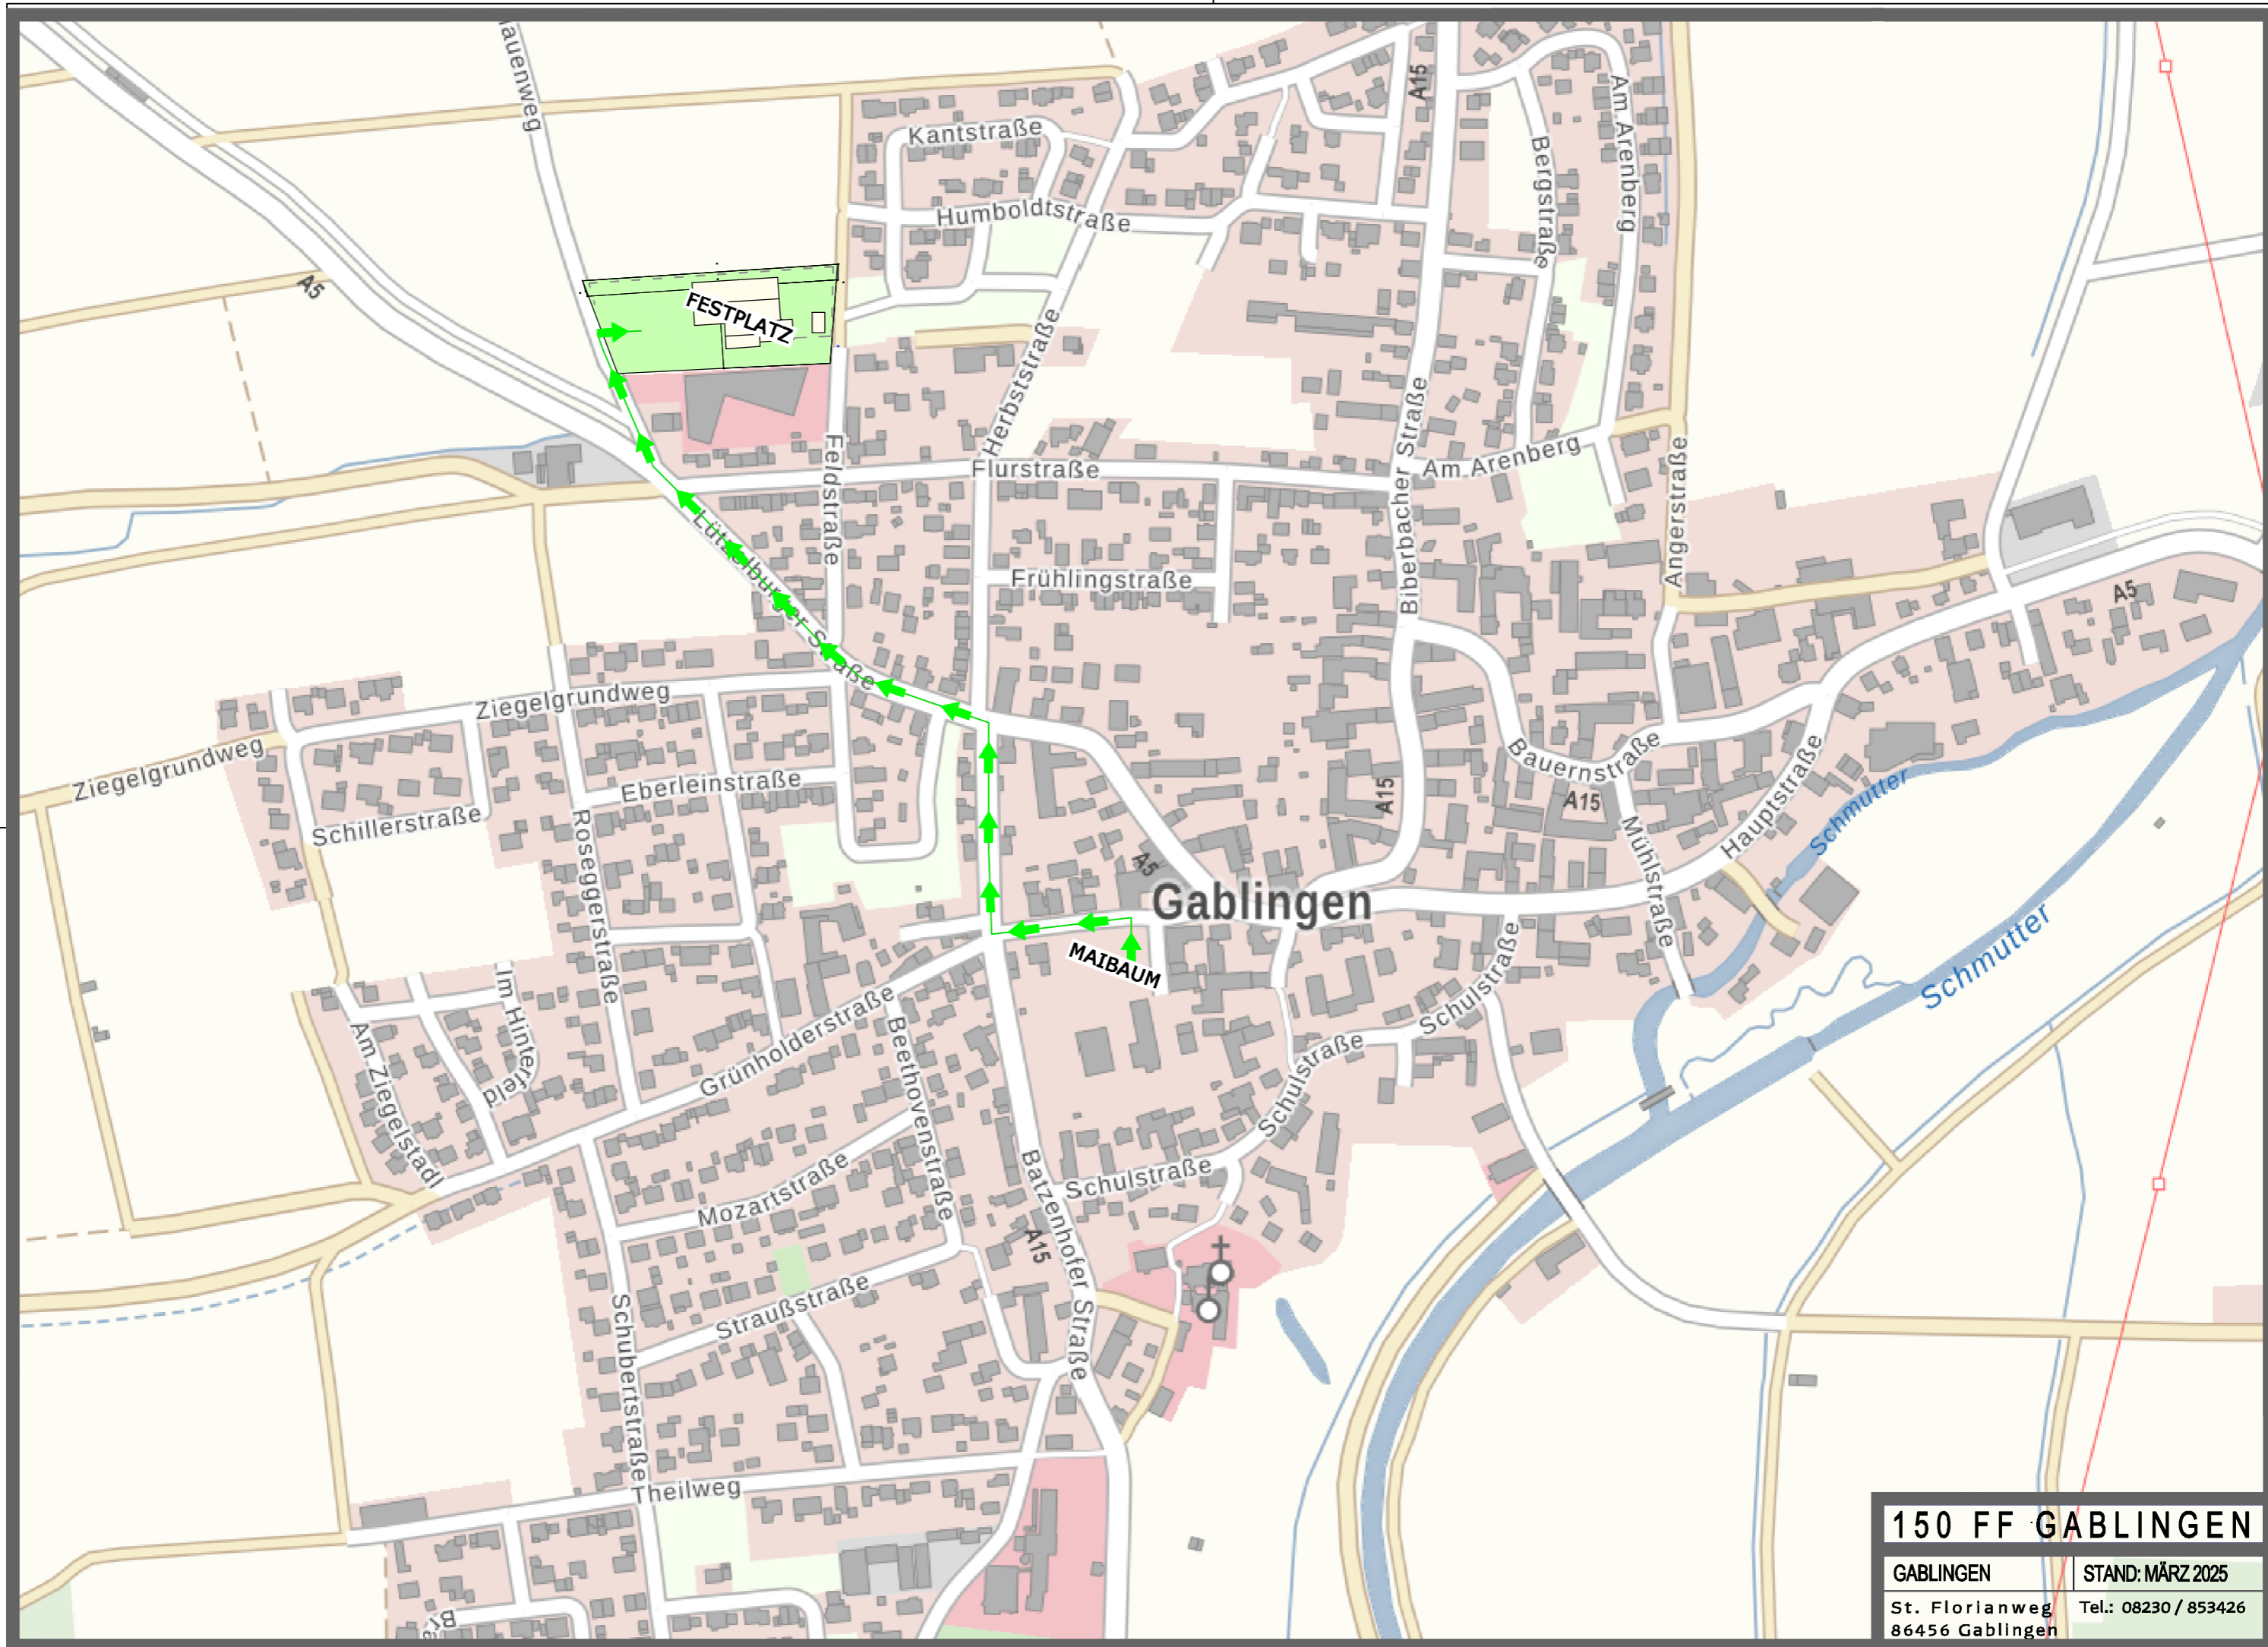 auenweg
A15
Kantstraße
Am Arenberg
Bergstraße
Humboldtstraße
A5
FESTPLATZ
Herbststraße
Biberbacher Straße
Feldstraße
Flurstraße
Am Arenberg
Angerstraße
Lützelburger Straße
Frühlingstraße
A5
Ziegelgrundweg
Ziegelgrundweg
Bauernstraße
Eberleinstraße
A15
A15
Hauptstraße
Schmutter
Schillerstraße
Roseggerstraße
Mühlstraße
A5
Gablingen
MAIBAUM
Schmutter
Im Hinterfeld
Schulstraße
Am Ziegelstadl
Grünholderstraße
Beethovenstraße
Schulstraße
Mozartstraße
Schulstraße
Batzenhofer Straße
A15
Straußstraße
Schubertstraße
Theilweg
150 FF GABLINGEN
GABLINGEN
STAND: MÄRZ 2025
St. Florianweg
Tel.: 08230 / 853426
86456 Gablingen